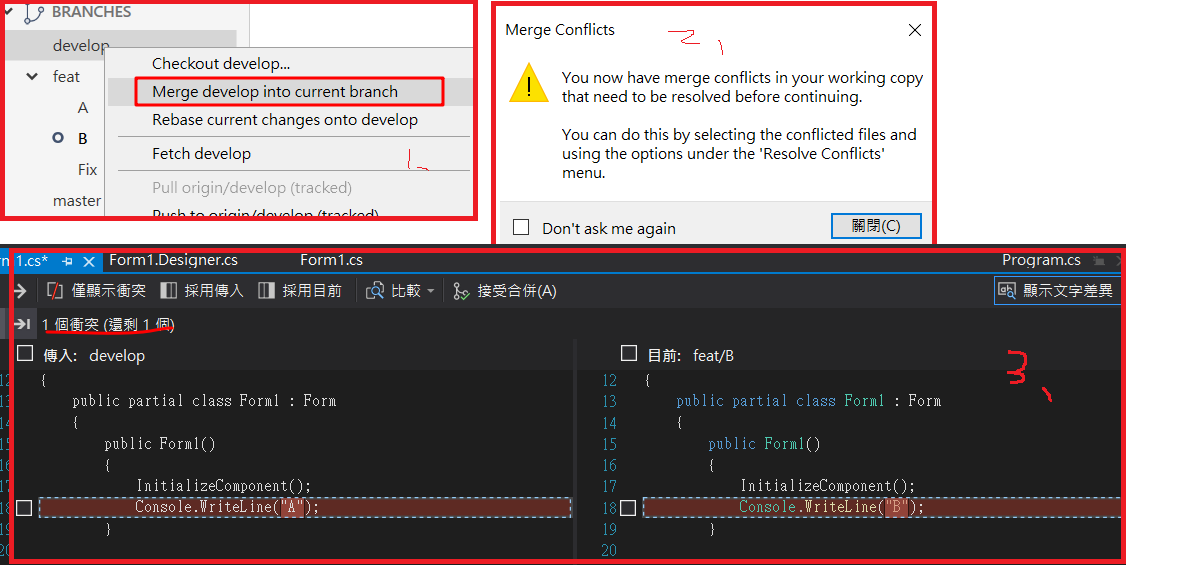 BRANCHES
develop
Checkout develop...
feat
Merge develop into current branch
A
Rebase current changes onto develop
B
Fetch develop
Fix
Pull origin/develop (tracked)
master
Push to origin/develop (tracked)
1、
Merge Conflicts
2、
You now have merge conflicts in your working copy
that need to be resolved before continuing.
You can do this by selecting the conflicted files and
using the options under the 'Resolve Conflicts'
menu.
Don't ask me again
關閉(C)
1.cs*
Form1.Designer.cs
Form1.cs
Program.cs
僅顯示衝突
採用傳入
採用目前
比較
接受合併(A)
顯示文字差異
1 個衝突 (還剩 1 個)
傳入: develop
12 {
13 public partial class Form1 : Form
14 {
15 public Form1()
16 {
17 InitializeComponent();
18 Console.WriteLine("A");
19 }
20
目前: feat/B
3、
12 {
13 public partial class Form1 : Form
14 {
15 public Form1()
16 {
17 InitializeComponent();
18 Console.WriteLine("B");
19 }
20